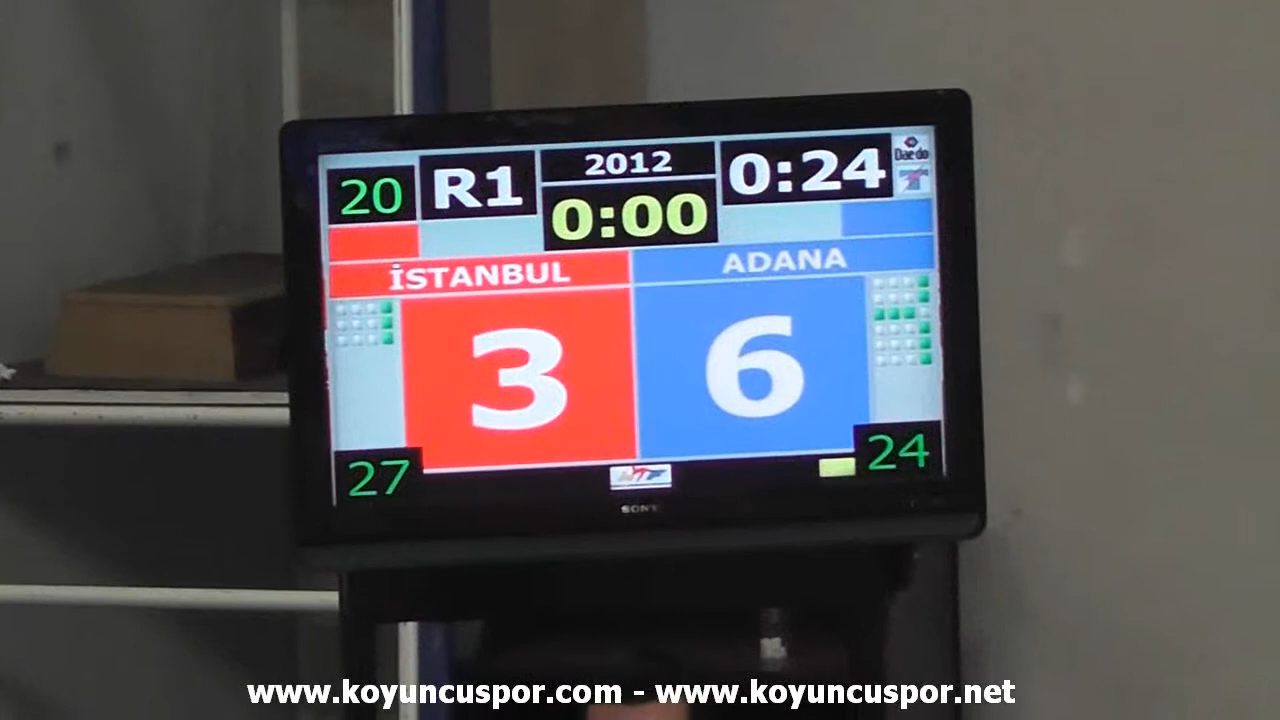 20 R1 2012 0:24 Daedo
0:00
İSTANBUL ADANA
3 6
27 24
SONY
www.koyuncuspor.com - www.koyuncuspor.net